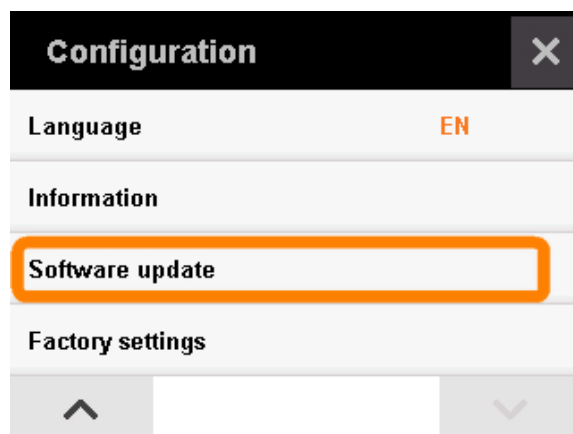 Configuration
Language EN
Information
Software update
Factory settings